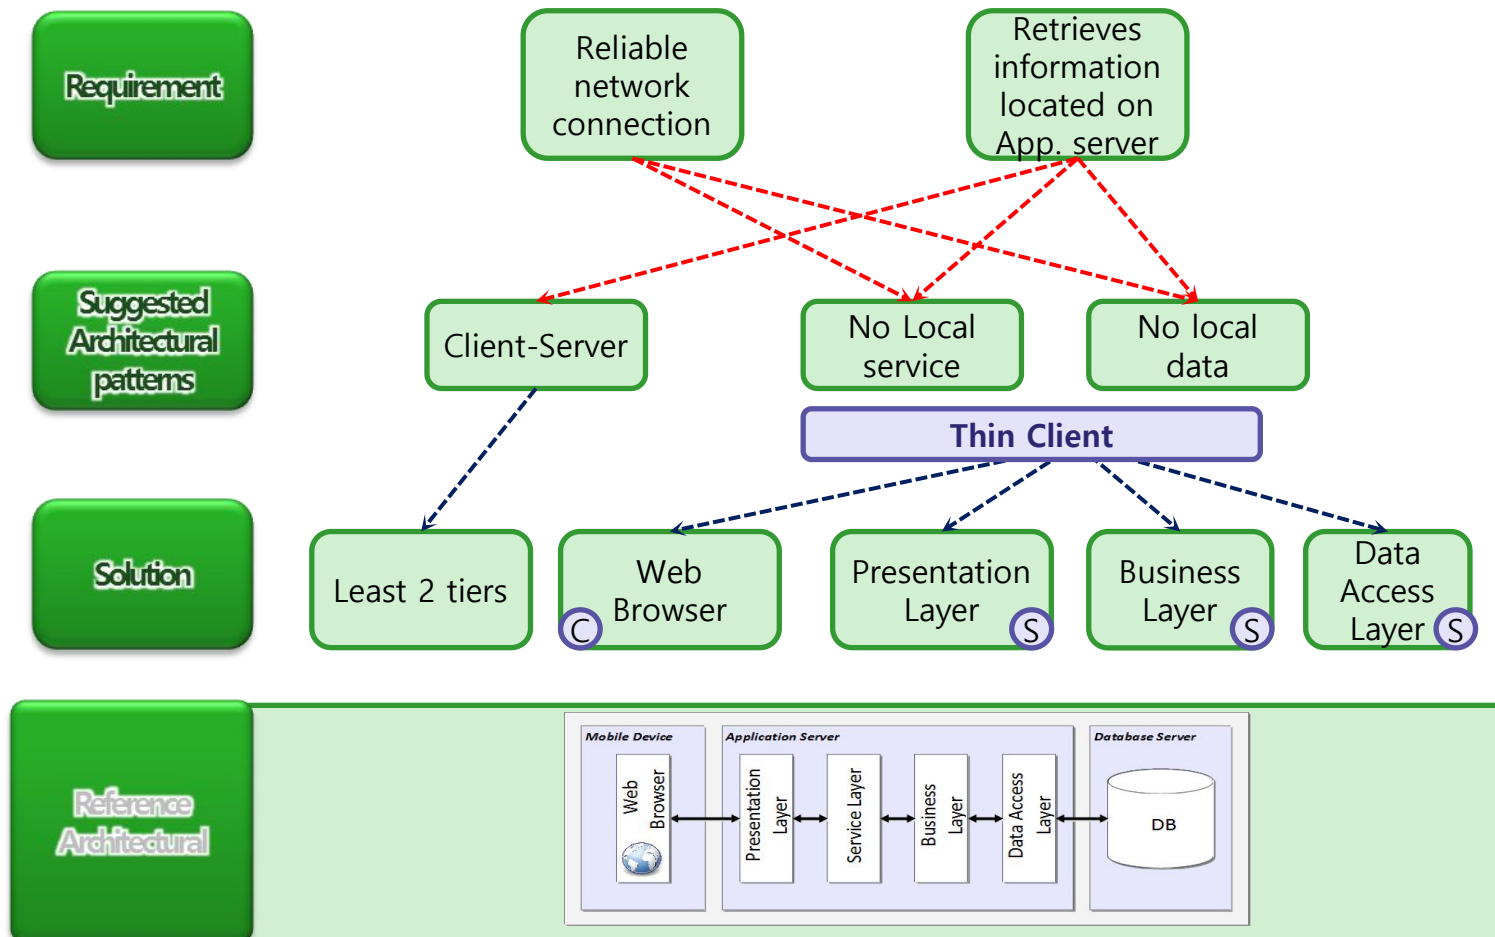 Requirement
Reliable
network
connection
Retrieves
information
located on
App. server
Suggested
Architectural
patterns
Client-Server
No Local
service
No local
data
Thin Client
Solution
Least 2 tiers
Web
Browser
C
Presentation
Layer
S
Business
Layer
S
Data
Access
Layer
S
Reference
Architectural
Mobile Device
Web
Browser
Application Server
Presentation
Layer
Service Layer
Business
Layer
Data Access
Layer
Database Server
DB